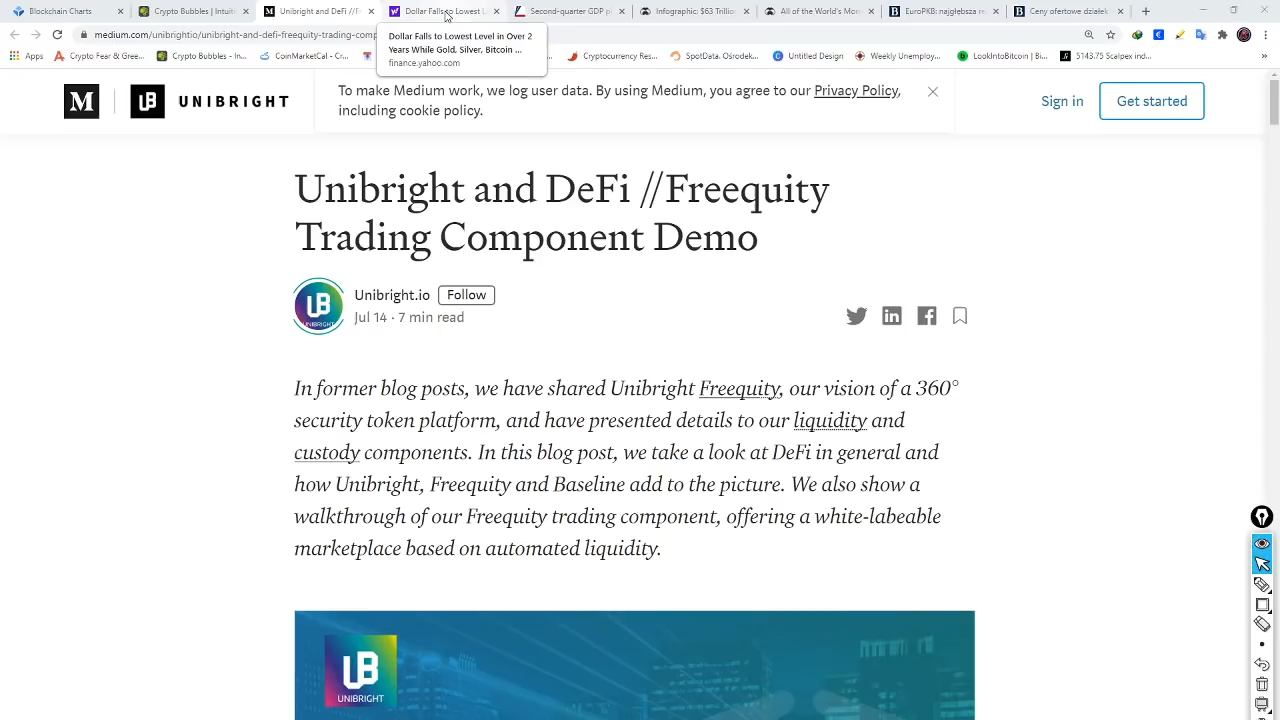 Blockchain Charts
Crypto Bubbles | Intuit
Unibright and DeFi //Fr
Dollar Falls to Lowest L
Second-quarter GDP p
Infographic: $63 Trillio
All of the World's Mon
EuroPKB: najgłębsza re
Ceny ofertowe działek
medium.com/unibrightio/unibright-and-defi-freequity-trading-comp
Apps
Crypto Fear & Gree...
Crypto Bubbles | Int...
CoinMarketCal - Cr...
Cryptocurrency Res...
SpotData. Ośrodek...
Untitled Design
Weekly Unemploy...
LookIntoBitcoin | Bi...
5143.75 Scalpex ind...
Dollar Falls to Lowest Level in Over 2
Years While Gold, Silver, Bitcoin ...
finance.yahoo.com
UNIBRIGHT
To make Medium work, we log user data. By using Medium, you agree to our Privacy Policy,
including cookie policy.
Sign in
Get started
Unibright and DeFi //Freequity
Trading Component Demo
Unibright.io
Follow
Jul 14 · 7 min read
In former blog posts, we have shared Unibright Freequity, our vision of a 360°
security token platform, and have presented details to our liquidity and
custody components. In this blog post, we take a look at DeFi in general and
how Unibright, Freequity and Baseline add to the picture. We also show a
walkthrough of our Freequity trading component, offering a white-labeable
marketplace based on automated liquidity.
UNIBRIGHT